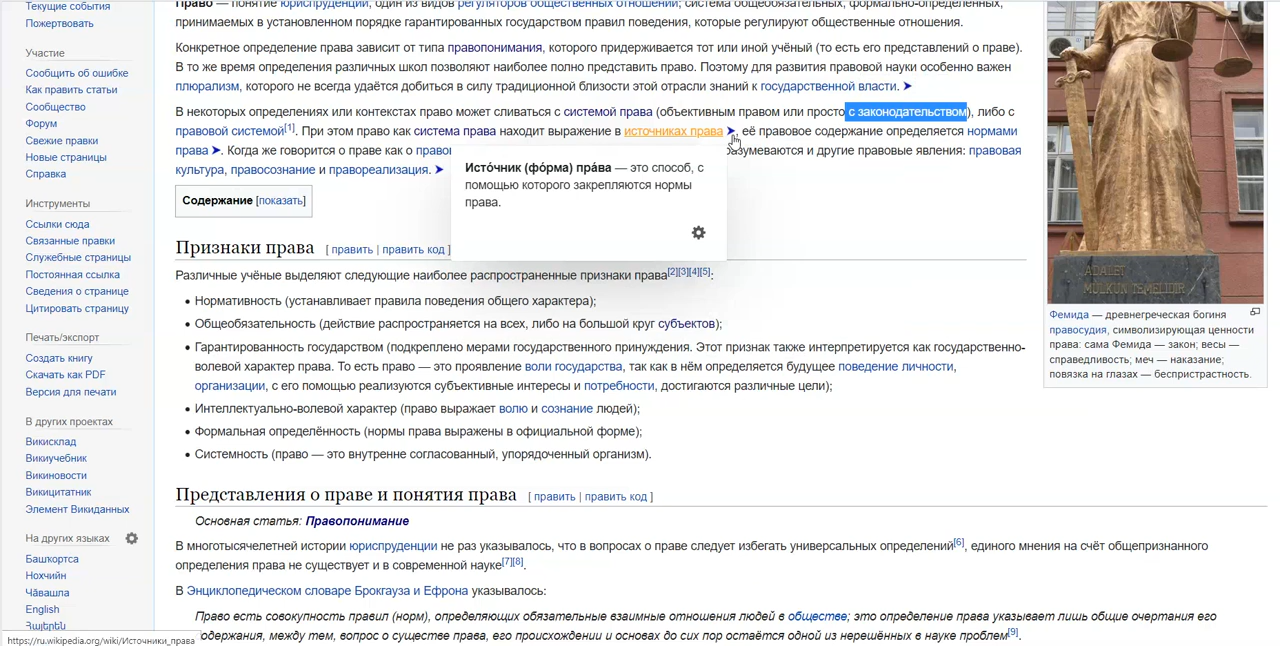 Текущие события
Пожертвовать
Участие
Сообщить об ошибке
Как править статьи
Сообщество
Форум
Свежие правки
Новые страницы
Справка
Инструменты
Ссылки сюда
Связанные правки
Служебные страницы
Постоянная ссылка
Сведения о странице
Цитировать страницу
Печать/экспорт
Создать книгу
Скачать как PDF
Версия для печати
В других проектах
Викисклад
Викиучебник
Викиновости
Викицитатник
Элемент Викиданных
На других языках
Башҡортса
Нохчийн
Чӑвашла
English
Հայերեն
Право — понятие юриспруденции, один из видов регуляторов общественных отношений; система общеобязательных, формально-определённых,
принимаемых в установленном порядке гарантированных государством правил поведения, которые регулируют общественные отношения.
Конкретное определение права зависит от типа правопонимания, которого придерживается тот или иной учёный (то есть его представлений о праве).
В то же время определения различных школ позволяют наиболее полно представить право. Поэтому для развития правовой науки особенно важен
плюрализм, которого не всегда удаётся добиться в силу традиционной близости этой отрасли знаний к государственной власти. ➤
В некоторых определениях или контекстах право может сливаться с системой права (объективным правом или просто с законодательством), либо с
правовой системой[1]. При этом право как система права находит выражение в источниках права ➤, её правовое содержание определяется нормами
права ➤. Когда же говорится о праве как о право разумеваются и другие правовые явления: правовая
культура, правосознание и правореализация. ➤
Исто́чник (фо́рма) пра́ва — это способ, с
помощью которого закрепляются нормы
права.
Содержание [показать]
Признаки права [ править | править код ]
Различные учёные выделяют следующие наиболее распространенные признаки права[2][3][4][5]:
• Нормативность (устанавливает правила поведения общего характера);
• Общеобязательность (действие распространяется на всех, либо на большой круг субъектов);
• Гарантированность государством (подкреплено мерами государственного принуждения. Этот признак также интерпретируется как государственно-
волевой характер права. То есть право — это проявление воли государства, так как в нём определяется будущее поведение личности,
организации, с его помощью реализуются субъективные интересы и потребности, достигаются различные цели);
• Интеллектуально-волевой характер (право выражает волю и сознание людей);
• Формальная определённость (нормы права выражены в официальной форме);
• Системность (право — это внутренне согласованный, упорядоченный организм).
Представления о праве и понятия права [ править | править код ]
Основная статья: Правопонимание
В многотысячелетней истории юриспруденции не раз указывалось, что в вопросах о праве следует избегать универсальных определений[6], единого мнения на счёт общепризнанного
определения права не существует и в современной науке[7][8].
В Энциклопедическом словаре Брокгауза и Ефрона указывалось:
Право есть совокупность правил (норм), определяющих обязательные взаимные отношения людей в обществе; это определение права указывает лишь общие очертания его
одержания, между тем, вопрос о существе права, его происхождении и основах до сих пор остаётся одной из нерешённых в науке проблем[9].
ADALET
MÜLKÜN TEMELİDİR
Фемида — древнегреческая богиня
правосудия, символизирующая ценности
права: сама Фемида — закон; весы —
справедливость; меч — наказание;
повязка на глазах — беспристрастность.
https://ru.wikipedia.org/wiki/Источники_права